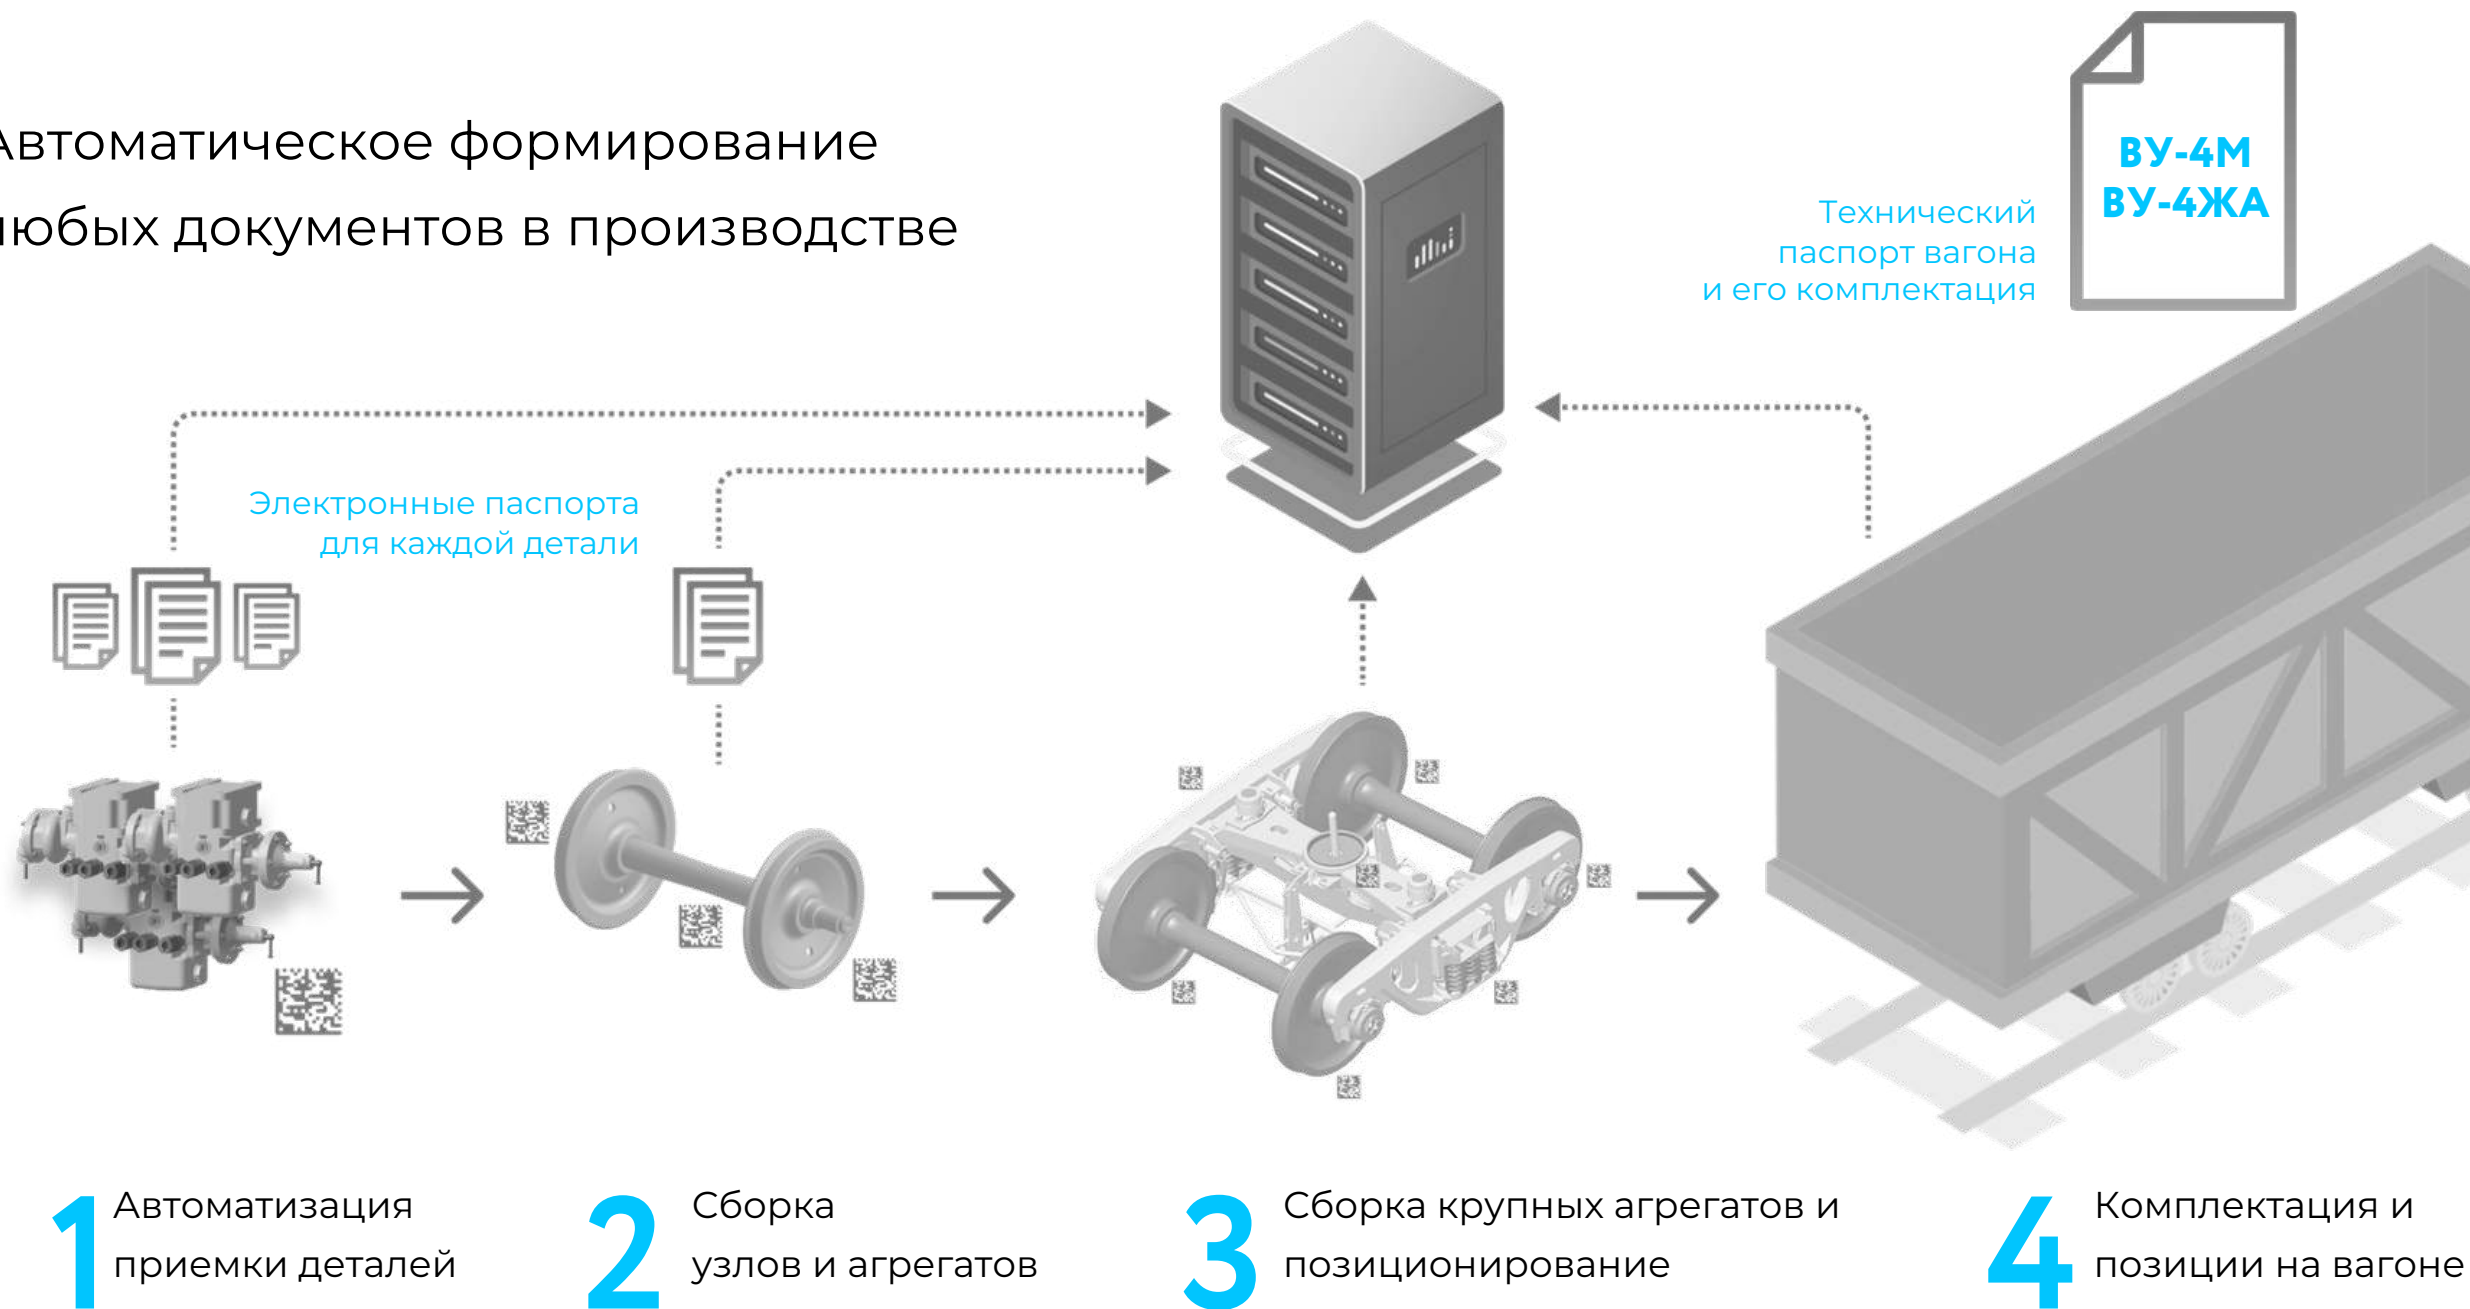 Автоматическое формирование
любых документов в производстве
ВУ-4М
ВУ-4ЖА
Технический
паспорт вагона
и его комплектация
Электронные паспорта
для каждой детали
1 Автоматизация
приемки деталей
2 Сборка
узлов и агрегатов
3 Сборка крупных агрегатов и
позиционирование
4 Комплектация и
позиции на вагоне